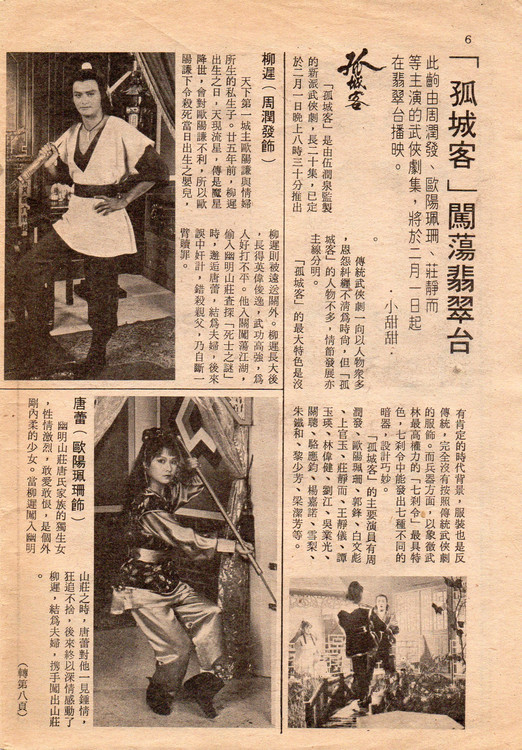 6
「孤城客」闖蕩翡翠台
此齣由周潤發、歐陽珮珊、莊靜而
等主演的武俠劇集，將於二月一日起
在翡翠台播映。
小甜甜
孤城客
「孤城客」是由伍潤泉監製
的新派武俠劇，長二十集，已定
於二月一日晚上八時三十分推出
。
傳統武俠劇一向以人物衆多
，恩怨糾纒不清爲時尙，但「孤
城客」的人物不多，情節發展亦
主線分明。
「孤城客」的最大特色是沒
有肯定的時代背景，服裝也是反
傳統，完全沒有按照傳統武俠劇
的服飾。而兵器方面，以象徵武
林最高權力的「七刹令」最具特
色，七刹令中能發出七種不同的
暗器，設計巧妙。
「孤城客」的主要演員有周
潤發、歐陽珮珊、郭鋒、白文彪
、上官玉、莊靜而、王靜儀、譚
玉瑛、林偉健、劉江、吳業光、
關聰、駱應鈞、楊嘉諾、雪梨、
朱鐵和、黎少芳、梁潔芳等。
柳遲（周潤發飾）
天下第一城主歐陽謙與情婦
所生的私生子。廿五年前，柳遲
出生之日，天現流星，傳是魔星
降世，會對歐陽謙不利，所以歐
陽謙下令殺死當日出生之嬰兒，
柳遲則被遠送關外。柳遲長大後
，長得英偉俊逸，武功高強，爲
人好打不平。他入關闖蕩江湖，
偷入幽明山莊查探「死士之謎」
時，邂逅唐蕾，結爲夫婦，後來
誤中奸計，錯殺親父，乃自斷一
臂贖罪。
唐蕾（歐陽珮珊飾）
幽明山莊唐氏家族的獨生女
，性情激烈，敢愛敢恨，是個外
剛內柔的少女。當柳遲闖入幽明
山莊之時，唐蕾對他一見鍾情，
狂追不捨，後來終以深情感動了
柳遲，結爲夫婦，携手闖出山莊
。
（轉第八頁）